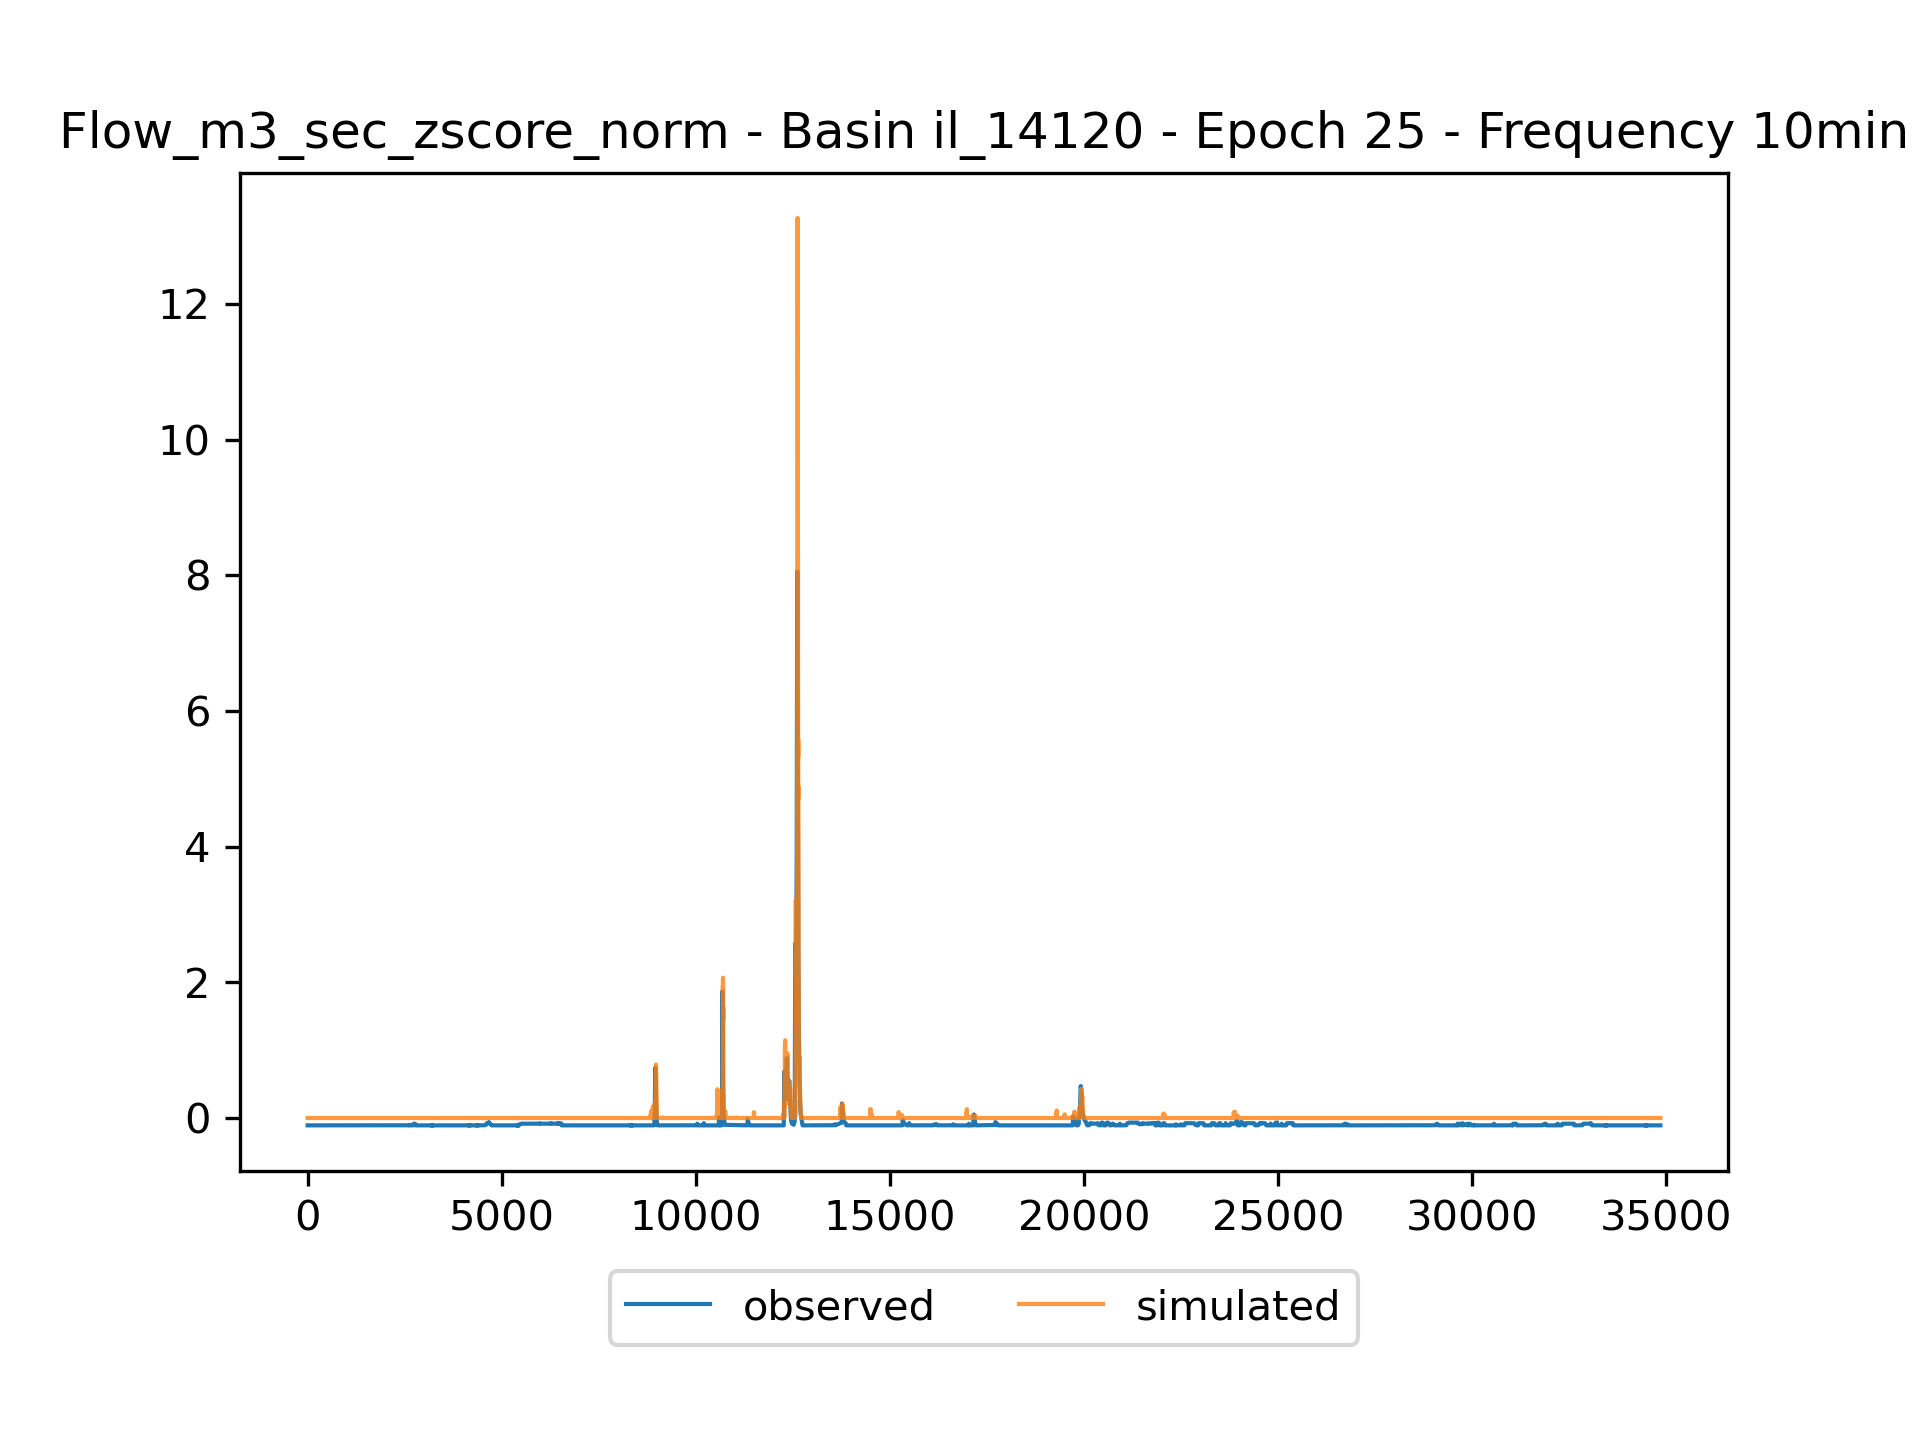 Flow_m3_sec_zscore_norm - Basin il_14120 - Epoch 25 - Frequency 10min
12
10
8
6
4
2
0
0 5000 10000 15000 20000 25000 30000 35000
observed simulated